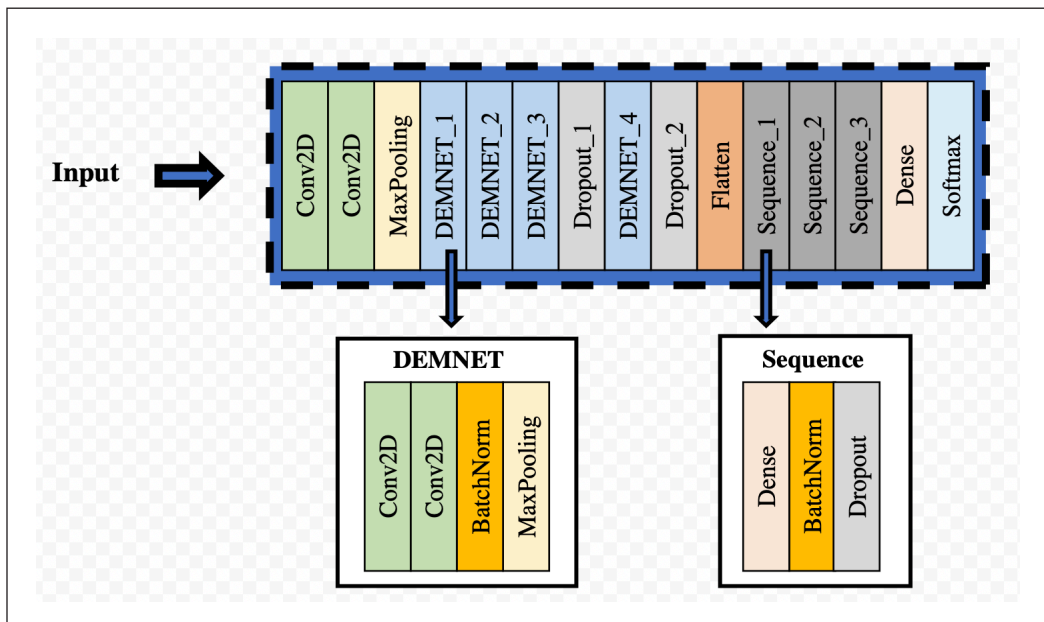 Input
Conv2D
Conv2D
MaxPooling
DEMNET_1
DEMNET_2
DEMNET_3
Dropout_1
DEMNET_4
Dropout_2
Flatten
Sequence_1
Sequence_2
Sequence_3
Dense
Softmax
DEMNET
Conv2D
Conv2D
BatchNorm
MaxPooling
Sequence
Dense
BatchNorm
Dropout